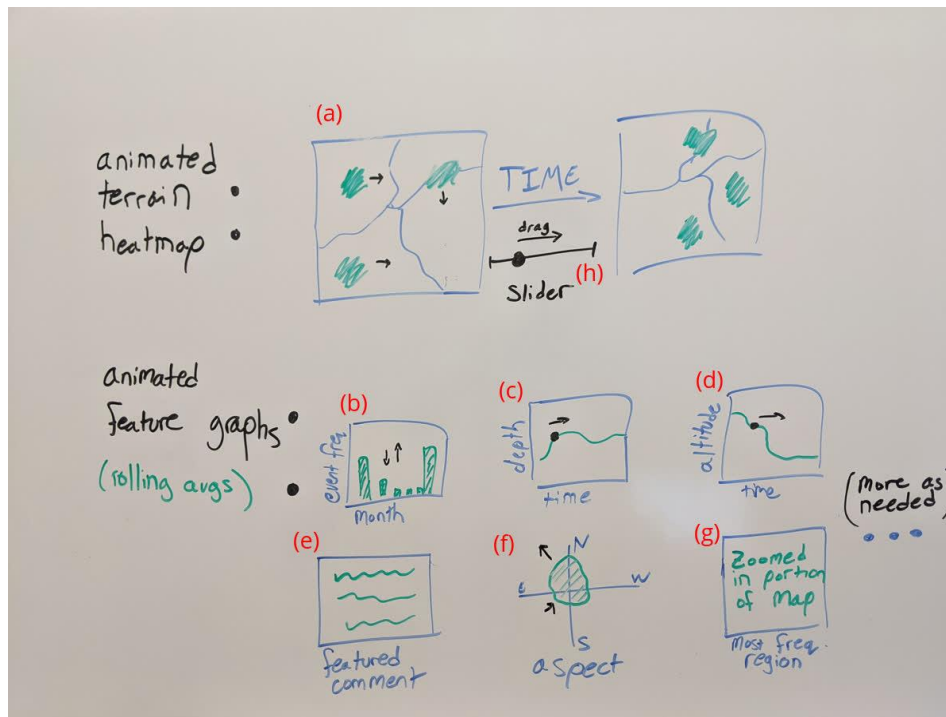 (a)
animated
terrain
heatmap
TIME
drag
(h)
Slider
animated
feature graphs
(rolling avgs)
(b)
event freq.
month
(c)
depth
time
(d)
altitude
time
(more as
needed)
(e)
featured
comment
(f)
N
E
W
S
aspect
(g)
Zoomed
in portion
of Map
Most freq.
region